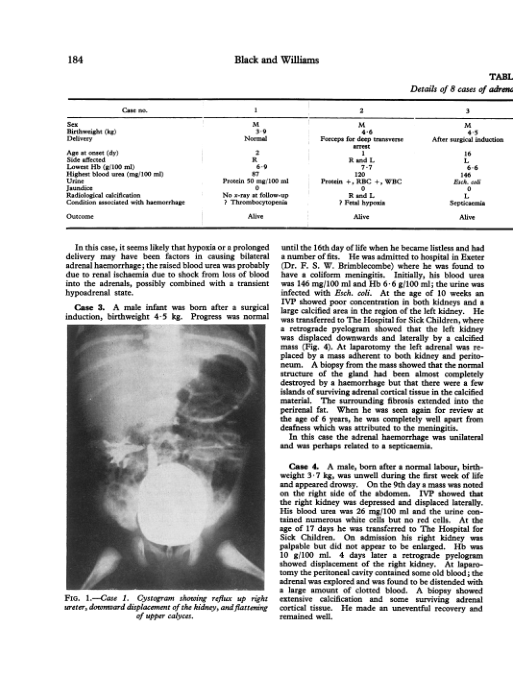 184
Black and Williams
TABL
Details of 8 cases of adrena
Case no. 1 2 3
Sex M M M
Birthweight (kg) 3·9 4·6 4·5
Delivery Normal Forceps for deep transverse arrest After surgical induction
Age at onset (dy) 2 1 16
Side affected R R and L L
Lowest Hb (g/100 ml) 6·9 7·7 6·6
Highest blood urea (mg/100 ml) 87 120 146
Urine Protein 50 mg/100 ml Protein +, RBC +, WBC Esch. coli
Jaundice 0 0 0
Radiological calcification No x-ray at follow-up R and L L
Condition associated with haemorrhage ? Thrombocytopenia ? Fetal hypoxia Septicaemia
Outcome Alive Alive Alive
In this case, it seems likely that hypoxia or a prolonged
delivery may have been factors in causing bilateral
adrenal haemorrhage; the raised blood urea was probably
due to renal ischaemia due to shock from loss of blood
into the adrenals, possibly combined with a transient
hypoadrenal state.
Case 3. A male infant was born after a surgical
induction, birthweight 4·5 kg. Progress was normal
FIG. 1.—Case 1. Cystogram showing reflux up right
ureter, downward displacement of the kidney, and flattening
of upper calyces.
until the 16th day of life when he became listless and had
a number of fits. He was admitted to hospital in Exeter
(Dr. F. S. W. Brimblecombe) where he was found to
have a coliform meningitis. Initially, his blood urea
was 146 mg/100 ml and Hb 6·6 g/100 ml; the urine was
infected with Esch. coli. At the age of 10 weeks an
IVP showed poor concentration in both kidneys and a
large calcified area in the region of the left kidney. He
was transferred to The Hospital for Sick Children, where
a retrograde pyelogram showed that the left kidney
was displaced downwards and laterally by a calcified
mass (Fig. 4). At laparotomy the left adrenal was re-
placed by a mass adherent to both kidney and perito-
neum. A biopsy from the mass showed that the normal
structure of the gland had been almost completely
destroyed by a haemorrhage but that there were a few
islands of surviving adrenal cortical tissue in the calcified
material. The surrounding fibrosis extended into the
perirenal fat. When he was seen again for review at
the age of 6 years, he was completely well apart from
deafness which was attributed to the meningitis.
In this case the adrenal haemorrhage was unilateral
and was perhaps related to a septicaemia.
Case 4. A male, born after a normal labour, birth-
weight 3·7 kg, was unwell during the first week of life
and appeared drowsy. On the 9th day a mass was noted
on the right side of the abdomen. IVP showed that
the right kidney was depressed and displaced laterally.
His blood urea was 26 mg/100 ml and the urine con-
tained numerous white cells but no red cells. At the
age of 17 days he was transferred to The Hospital for
Sick Children. On admission his right kidney was
palpable but did not appear to be enlarged. Hb was
10 g/100 ml. 4 days later a retrograde pyelogram
showed displacement of the right kidney. At laparo-
tomy the peritoneal cavity contained some old blood; the
adrenal was explored and was found to be distended with
a large amount of clotted blood. A biopsy showed
extensive calcification and some surviving adrenal
cortical tissue. He made an uneventful recovery and
remained well.